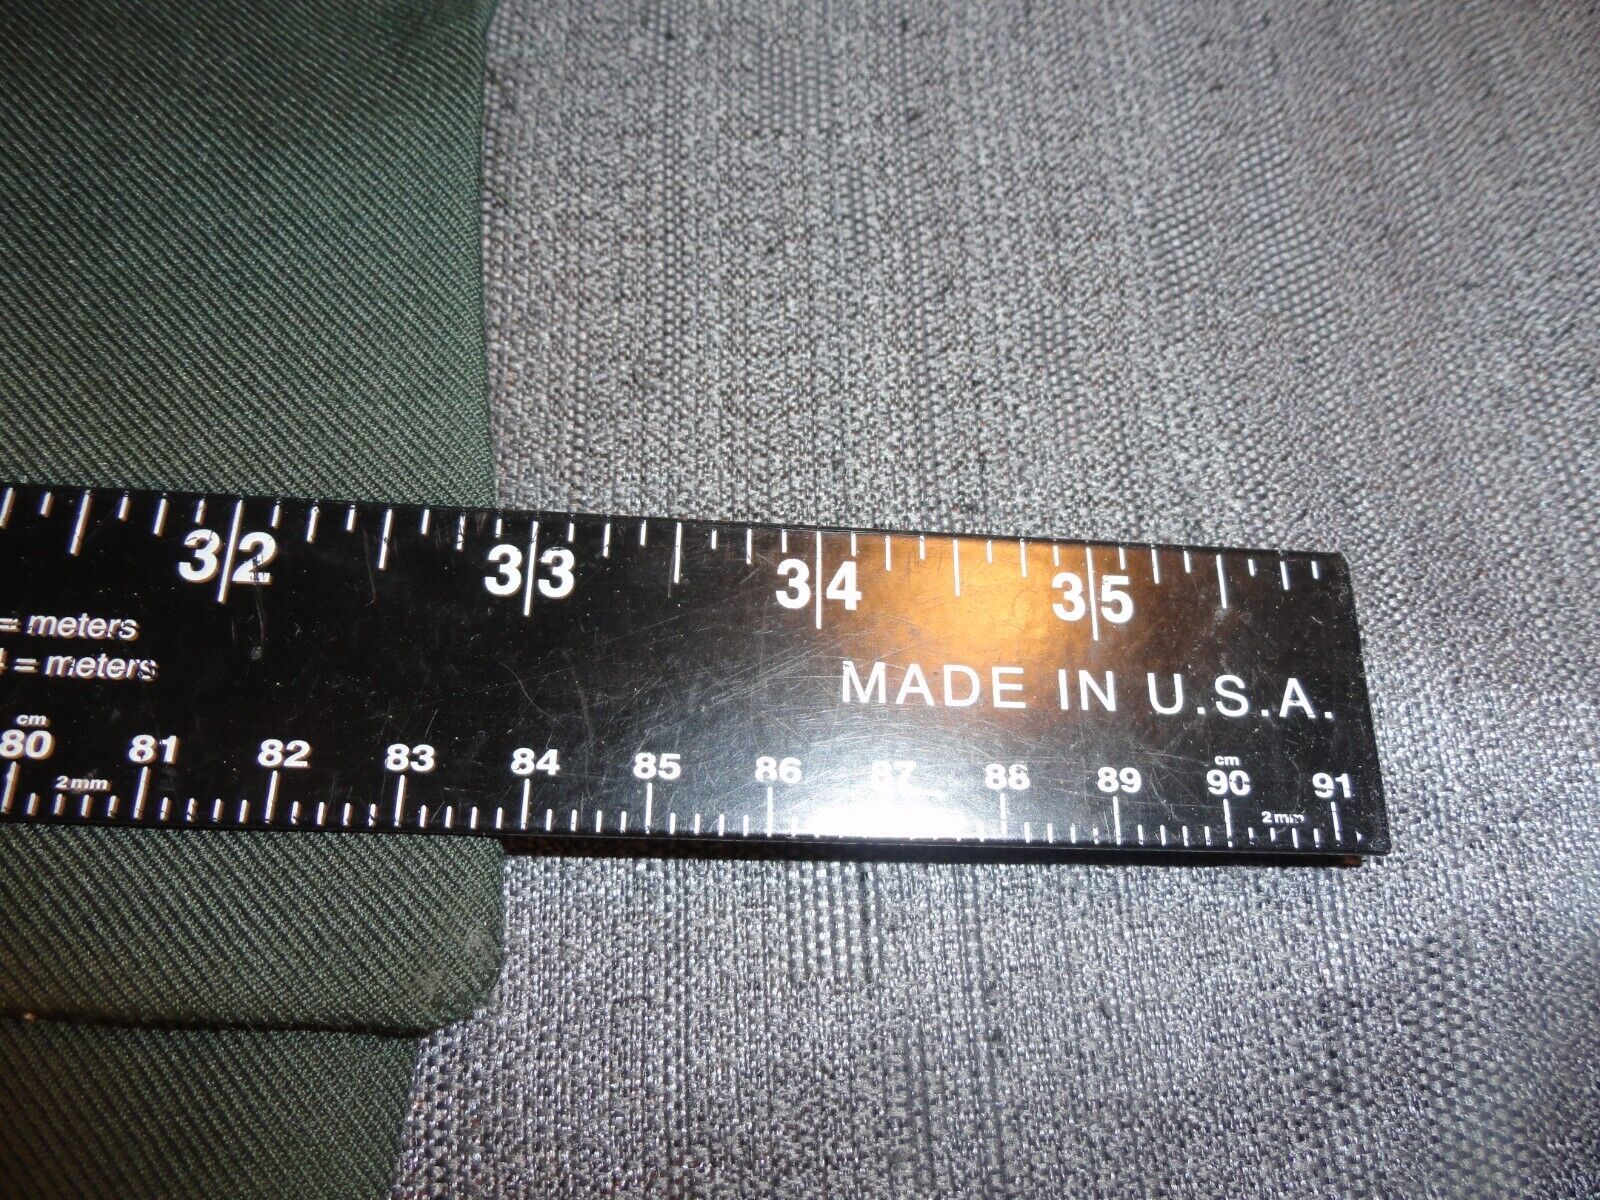 32 33 34 35
= meters
= meters
MADE IN U.S.A.
cm cm
80 81 82 83 84 85 86 87 88 89 90 91
2mm 2mm